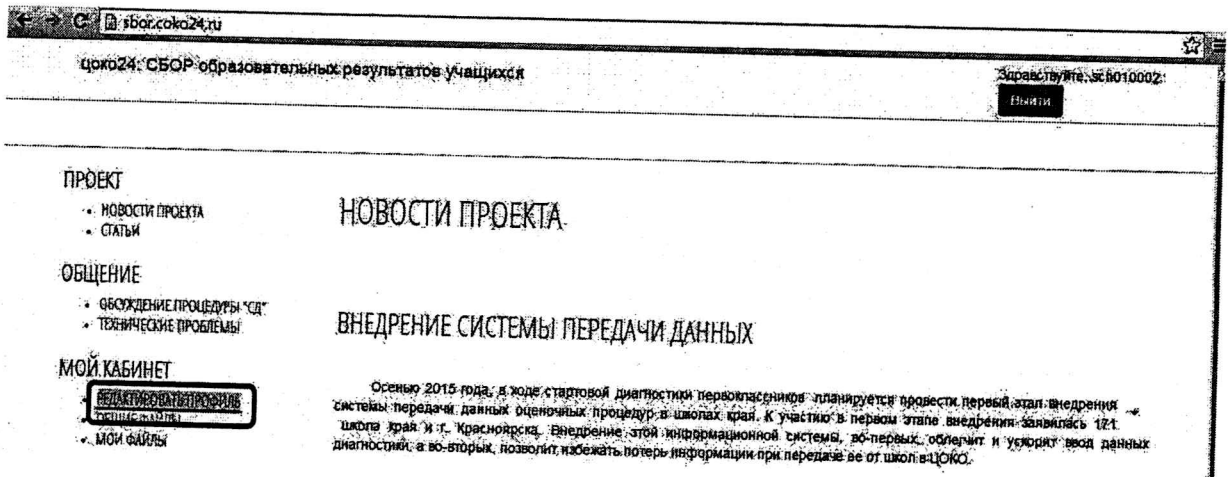 sbor.coko24.ru
цоко24: СБОР образовательных результатов учащихся
Здравствуйте, sch010002!
Выйти
ПРОЕКТ
НОВОСТИ ПРОЕКТА
СТАТЬИ
ОБЩЕНИЕ
ОБСУЖДЕНИЕ ПРОЦЕДУРЫ "СД"
ТЕХНИЧЕСКИЕ ПРОБЛЕМЫ
МОЙ КАБИНЕТ
РЕДАКТИРОВАТЬ ПРОФИЛЬ
ОБЩИЕ ФАЙЛЫ
МОИ ФАЙЛЫ
НОВОСТИ ПРОЕКТА
ВНЕДРЕНИЕ СИСТЕМЫ ПЕРЕДАЧИ ДАННЫХ
Осенью 2015 года, в ходе стартовой диагностики первоклассников планируется провести первый этап внедрения
системы передачи данных оценочных процедур в школах края. К участию в первом этапе внедрения заявилась 171
школа края и г. Красноярска. Внедрение этой информационной системы, во-первых, облегчит и ускорит ввод данных
диагностики, а во-вторых, позволит избежать потерь информации при передаче ее от школ в ЦОКО.